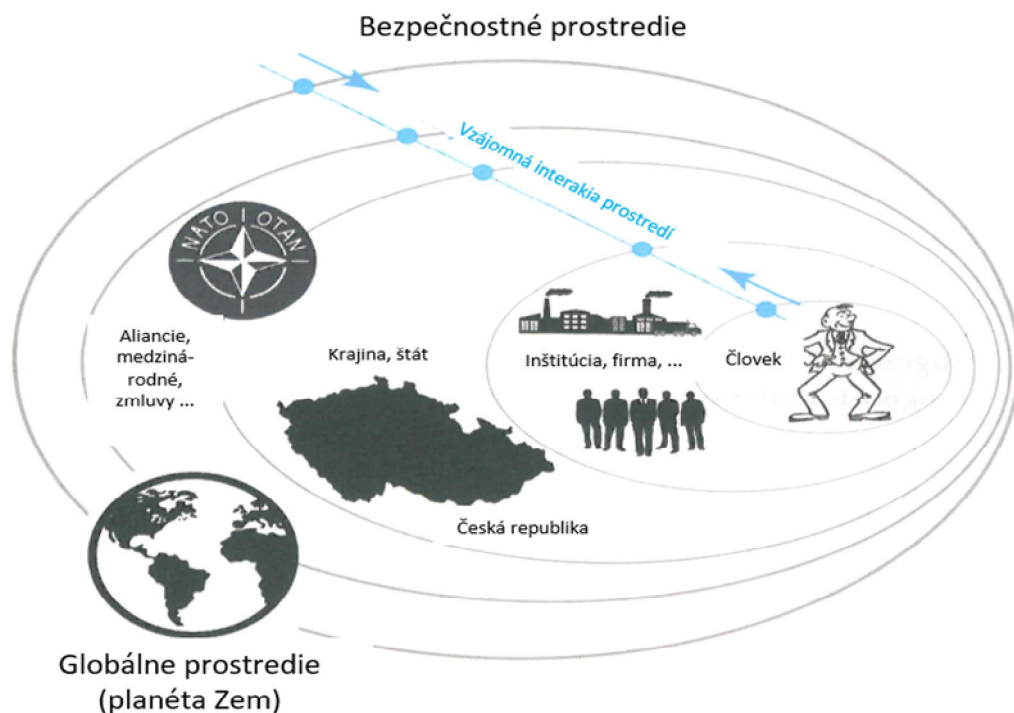 Bezpečnostné prostredie
Vzájomná interakia prostredí
NATO | OTAN
Aliancie,
medziná-
rodné,
zmluvy ...
Krajina, štát
Inštitúcia, firma, ...
Človek
Česká republika
Globálne prostredie
(planéta Zem)